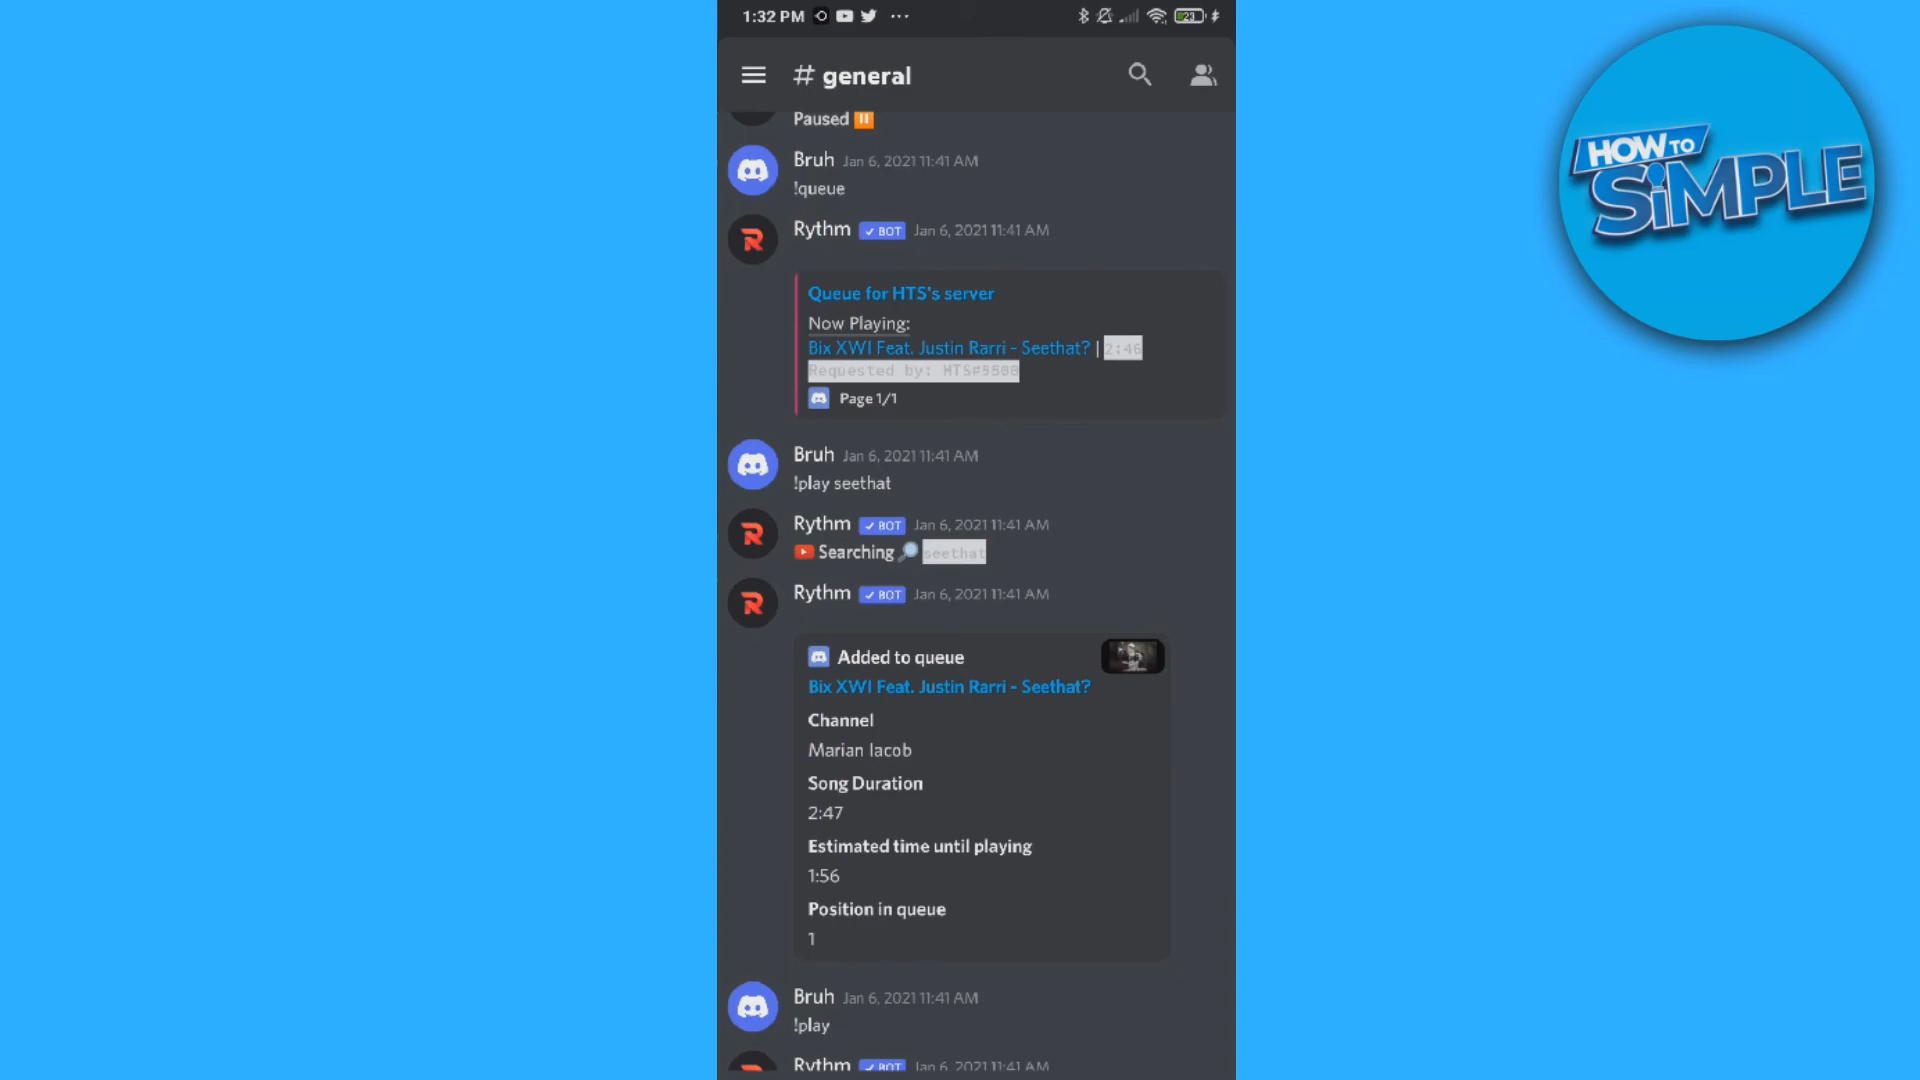 1:32 PM
23
# general
Paused
Bruh Jan 6, 2021 11:41 AM
!queue
Rythm ✓ BOT Jan 6, 2021 11:41 AM
Queue for HTS's server
Now Playing:
Bix XWI Feat. Justin Rarri - Seethat? | 2:46
Requested by: HTS#5500
Page 1/1
Bruh Jan 6, 2021 11:41 AM
!play seethat
Rythm ✓ BOT Jan 6, 2021 11:41 AM
Searching seethat
Rythm ✓ BOT Jan 6, 2021 11:41 AM
Added to queue
Bix XWI Feat. Justin Rarri - Seethat?
Channel
Marian Iacob
Song Duration
2:47
Estimated time until playing
1:56
Position in queue
1
Bruh Jan 6, 2021 11:41 AM
!play
Rythm ✓ BOT Jan 6, 2021 11:41 AM
HOW TO
SiMPLE